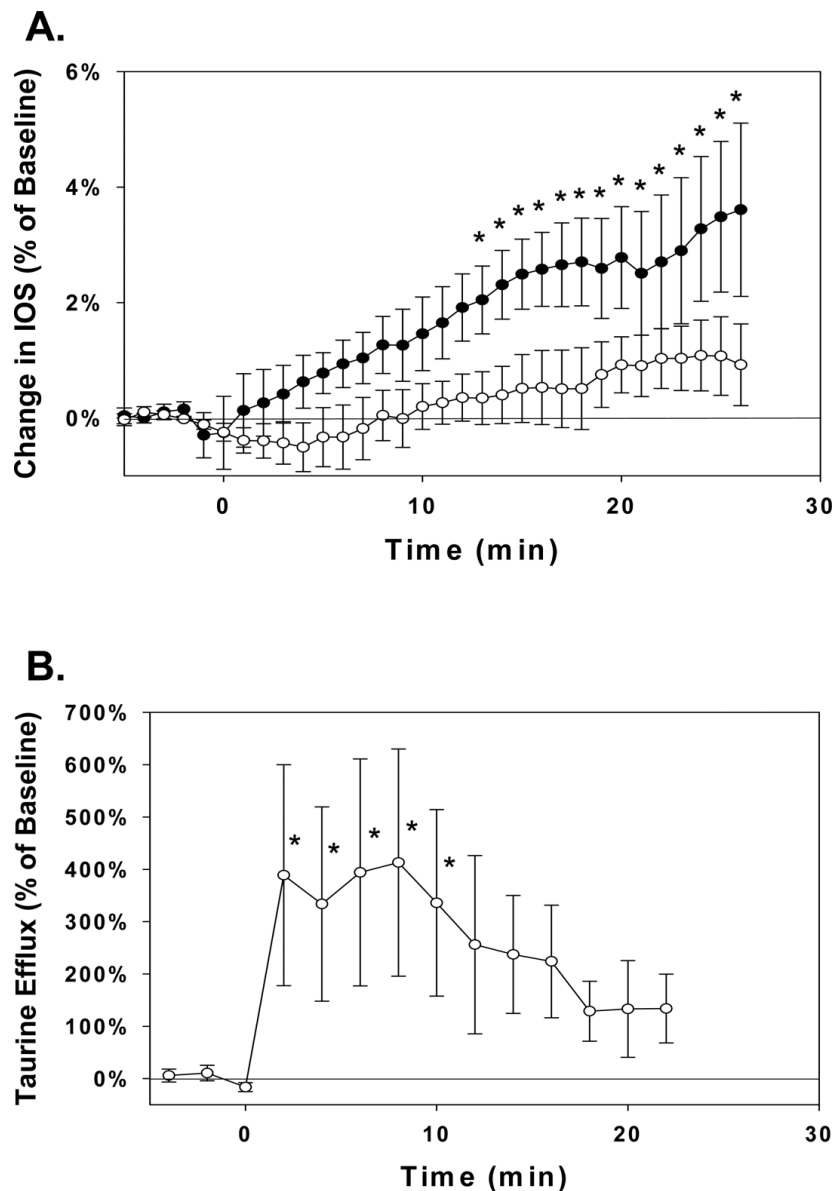 A.
Change in IOS (% of Baseline)
6%
4%
2%
0%
* * * * * * * * * * * * * *
0 10 20 30
Time (min)
B.
Taurine Efflux (% of Baseline)
700%
600%
500%
400%
300%
200%
100%
0%
* * * * *
0 10 20 30
Time (min)